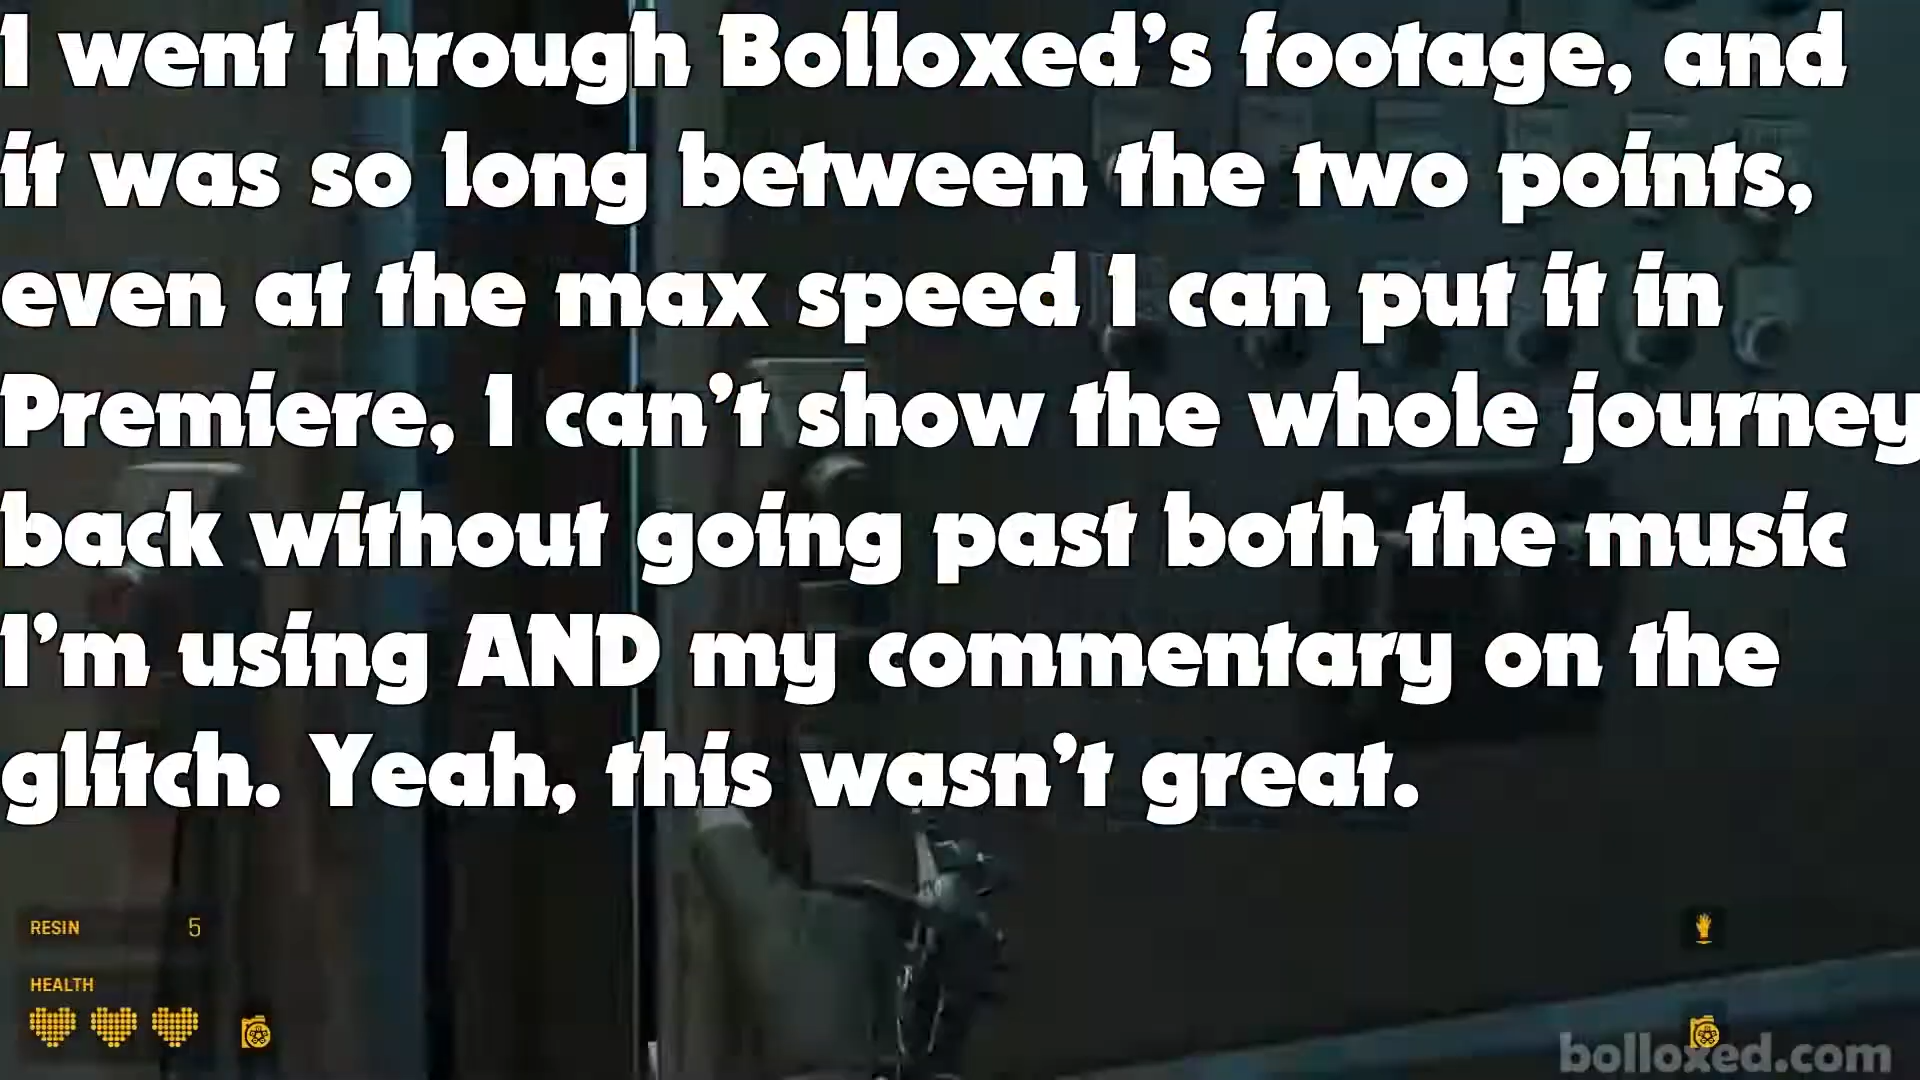 I went through Bolloxed’s footage, and
it was so long between the two points,
even at the max speed I can put it in
Premiere, I can’t show the whole journey
back without going past both the music
I’m using AND my commentary on the
glitch. Yeah, this wasn’t great.
RESIN 5
HEALTH
bolloxed.com